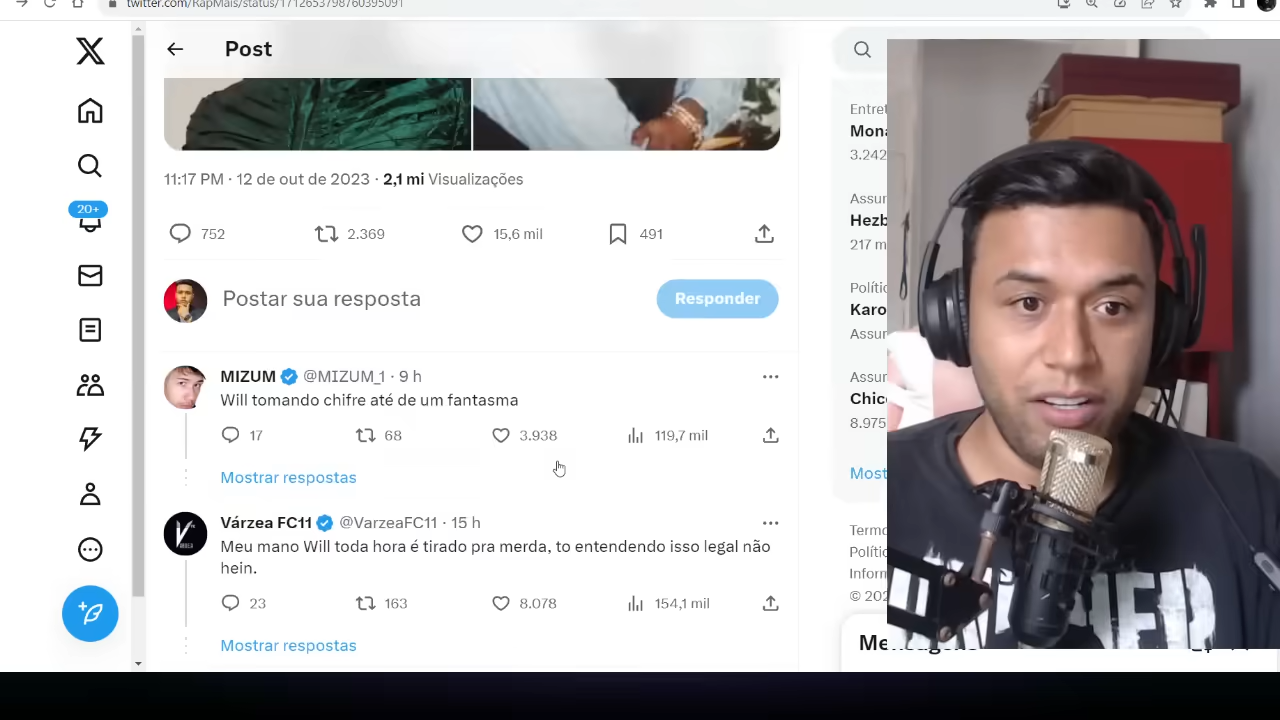 twitter.com/RapMais/status/1712653798760395091
Post
11:17 PM · 12 de out de 2023 · 2,1 mi Visualizações
752 2.369 15,6 mil 491
20+
Postar sua resposta
Responder
MIZUM @MIZUM_1 · 9 h
Will tomando chifre até de um fantasma
17 68 3.938 119,7 mil
Mostrar respostas
Várzea FC11 @VarzeaFC11 · 15 h
Meu mano Will toda hora é tirado pra merda, to entendendo isso legal não
hein.
23 163 8.078 154,1 mil
Mostrar respostas
Entret
Mona
3.242
Assun
Hezb
217 m
Políti
Karo
Assun
Assun
Chic
8.975
Most
Termo
Políti
Inform
© 202